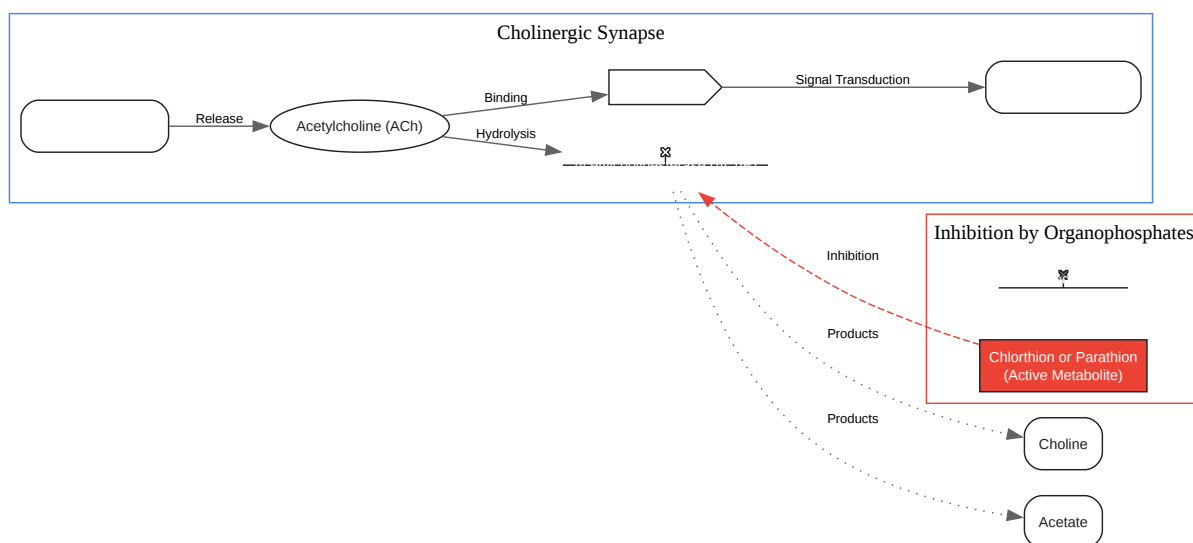 Cholinergic Synapse
Release
Acetylcholine (ACh)
Binding
Hydrolysis
Signal Transduction
Inhibition by Organophosphates
Inhibition
Chlorthion or Parathion
(Active Metabolite)
Products
Products
Choline
Acetate